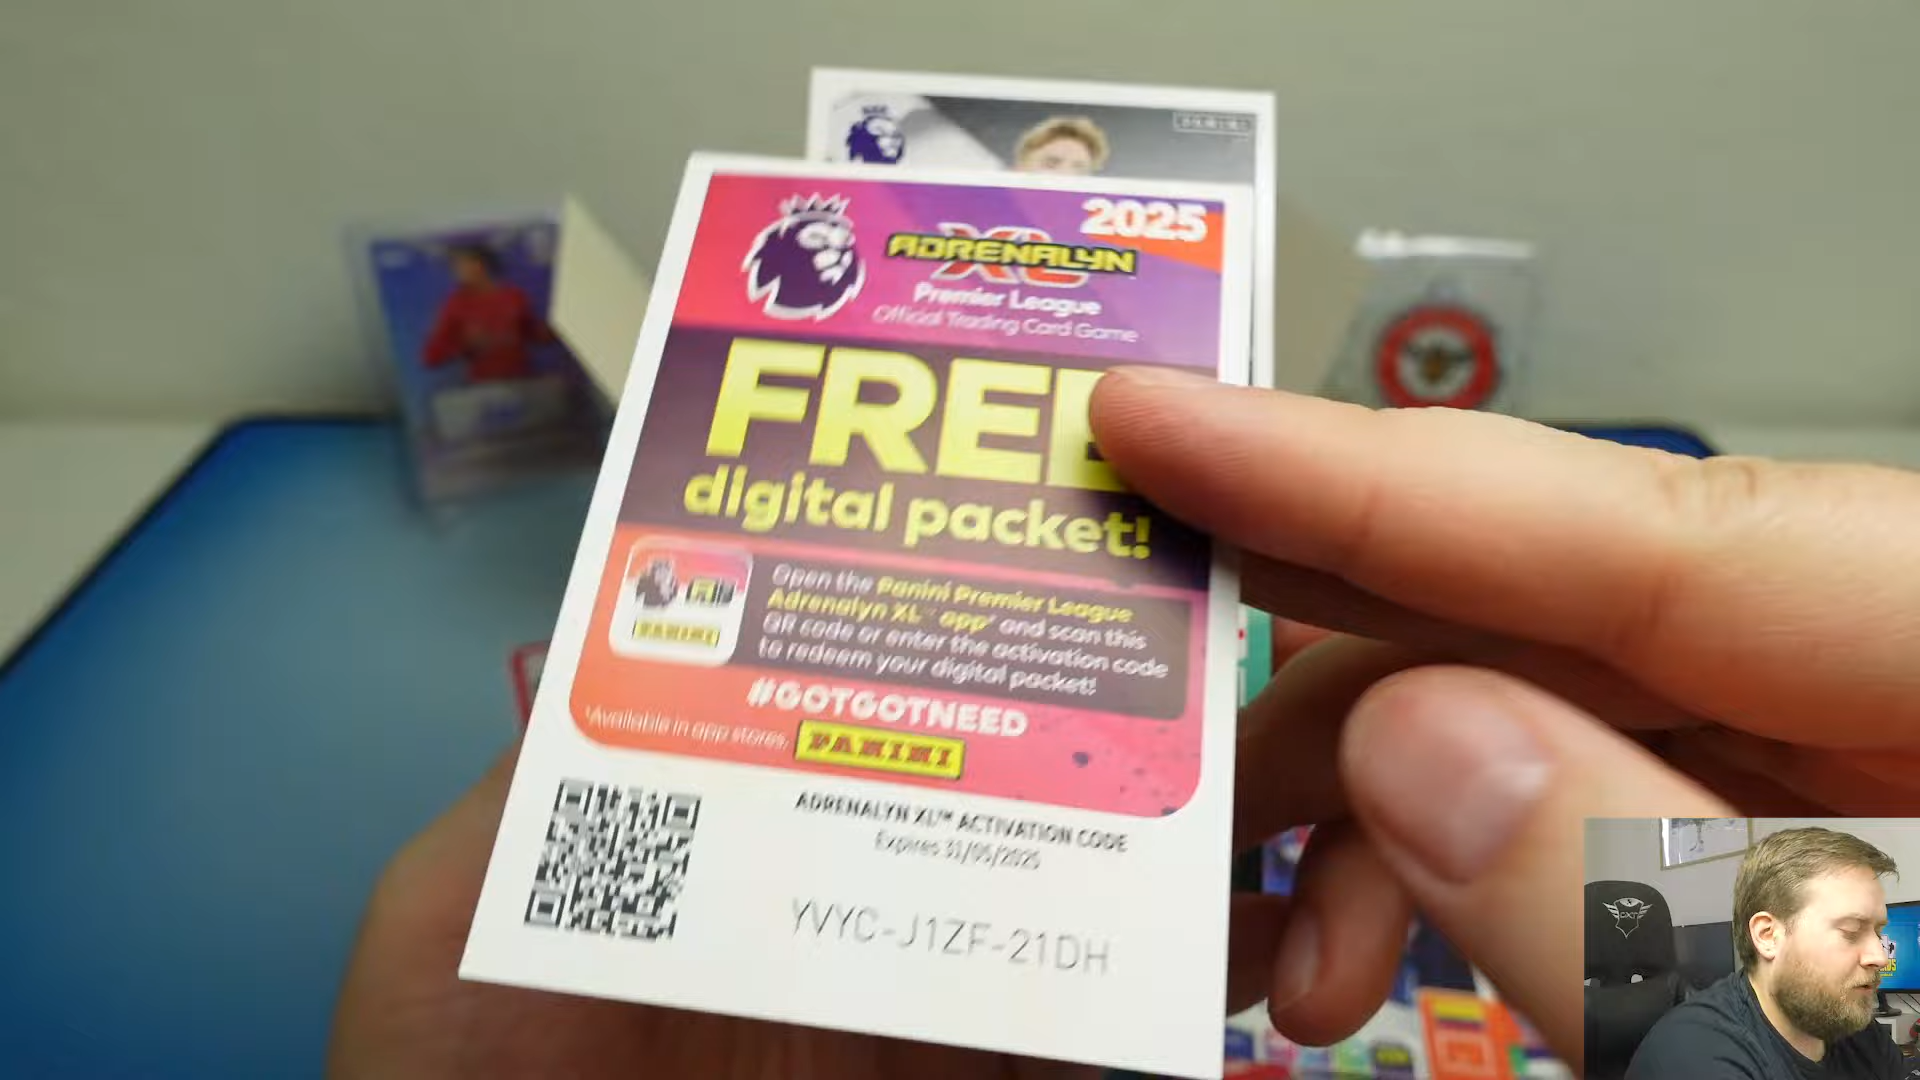 PANINI
2025
ADRENALYN XL
Premier League
Official Trading Card Game
FREE
digital packet!
Open the Panini Premier League
Adrenalyn XL™ app* and scan this
QR code or enter the activation code
to redeem your digital packet!
PANINI
#GOTGOTNEED
*Available in app stores.
PANINI
ADRENALYN XL™ ACTIVATION CODE
Expires 31/05/2025
YVYC-J1ZF-21DH